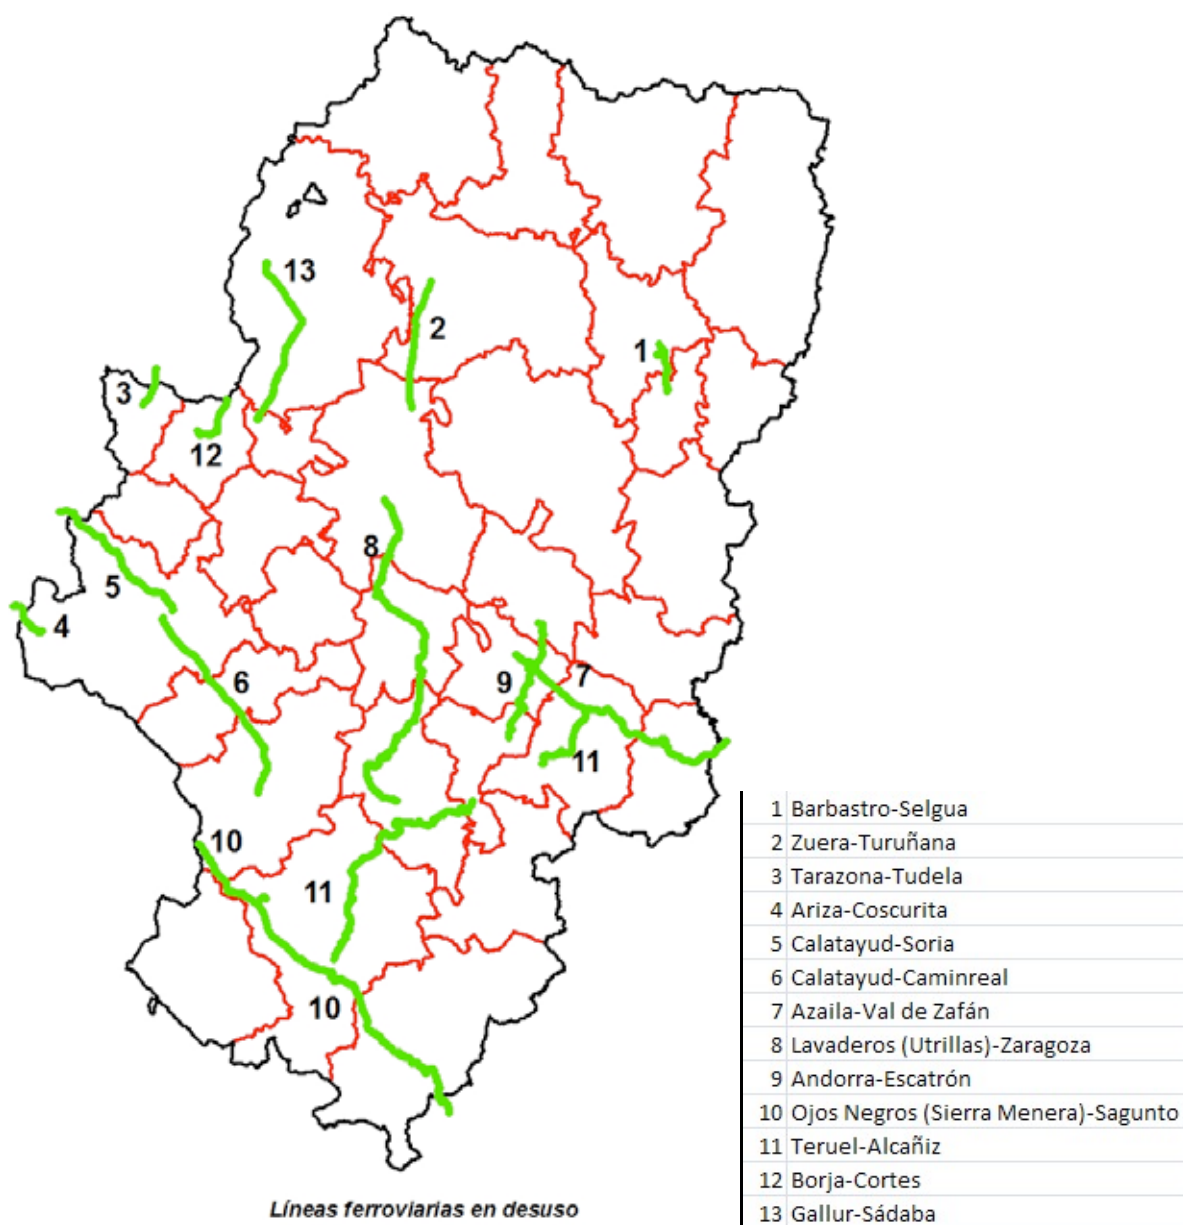 13
2
1
3
12
8
5
4
6
9
7
11
10
11
10
1 Barbastro-Selgua
2 Zuera-Turuñana
3 Tarazona-Tudela
4 Ariza-Coscurita
5 Calatayud-Soria
6 Calatayud-Caminreal
7 Azaila-Val de Zafán
8 Lavaderos (Utrillas)-Zaragoza
9 Andorra-Escatrón
10 Ojos Negros (Sierra Menera)-Sagunto
11 Teruel-Alcañiz
12 Borja-Cortes
13 Gallur-Sádaba
Líneas ferroviarias en desuso